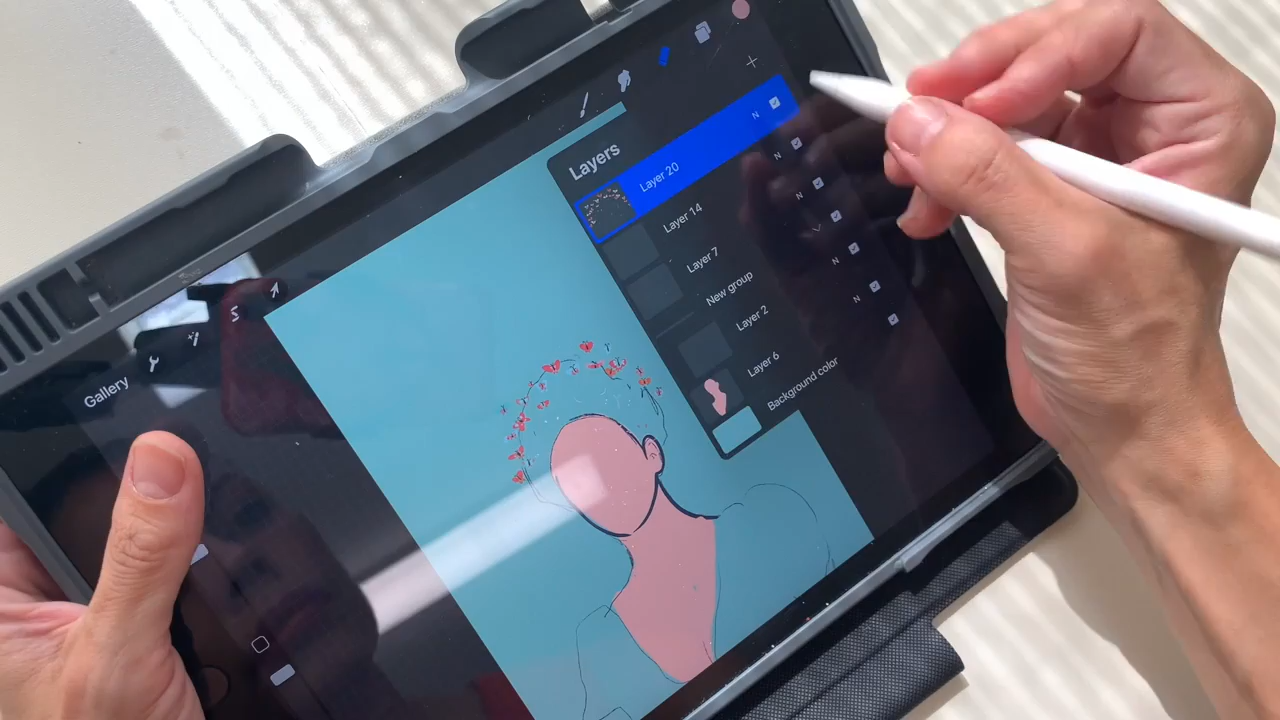 Gallery
Layers
Layer 20
N
Layer 14
N
Layer 7
N
New group
Layer 2
N
Layer 6
N
Background color